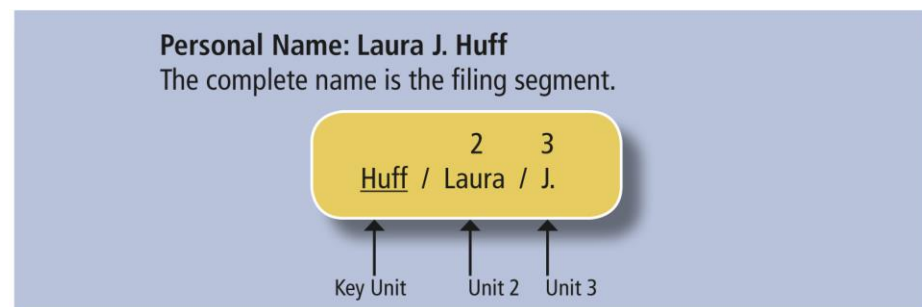 Personal Name: Laura J. Huff
The complete name is the filing segment.
2 3
Huff / Laura / J.
Key Unit Unit 2 Unit 3